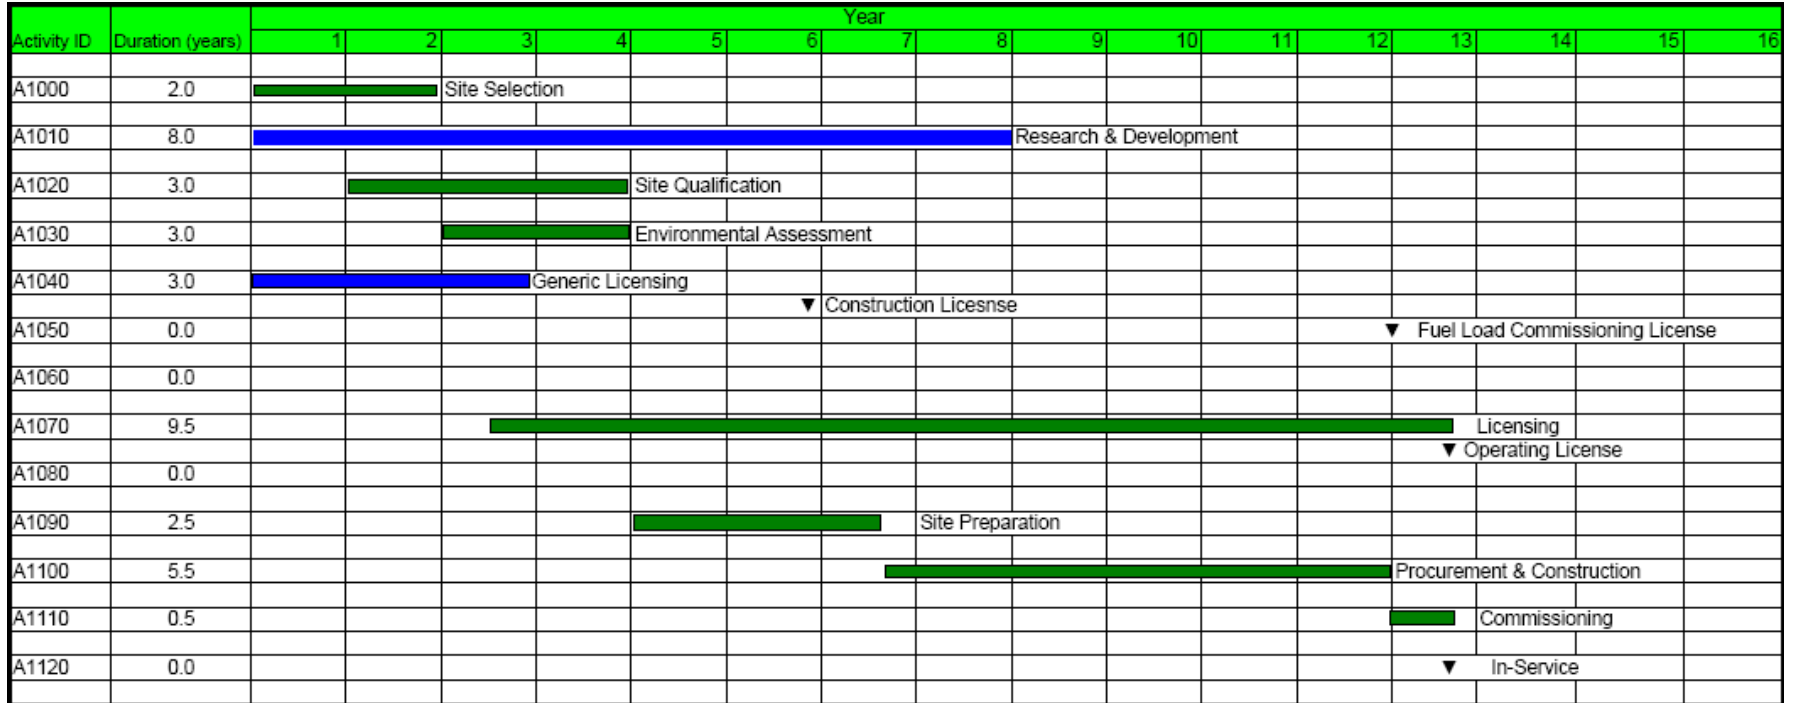 Year
Activity ID Duration (years) 1 2 3 4 5 6 7 8 9 10 11 12 13 14 15 16
A1000 2.0 Site Selection
A1010 8.0 Research & Development
A1020 3.0 Site Qualification
A1030 3.0 Environmental Assessment
A1040 3.0 Generic Licensing
▼ Construction Licesnse
A1050 0.0 ▼ Fuel Load Commissioning License
A1060 0.0
A1070 9.5 Licensing
▼ Operating License
A1080 0.0
A1090 2.5 Site Preparation
A1100 5.5 Procurement & Construction
A1110 0.5 Commissioning
A1120 0.0 ▼ In-Service